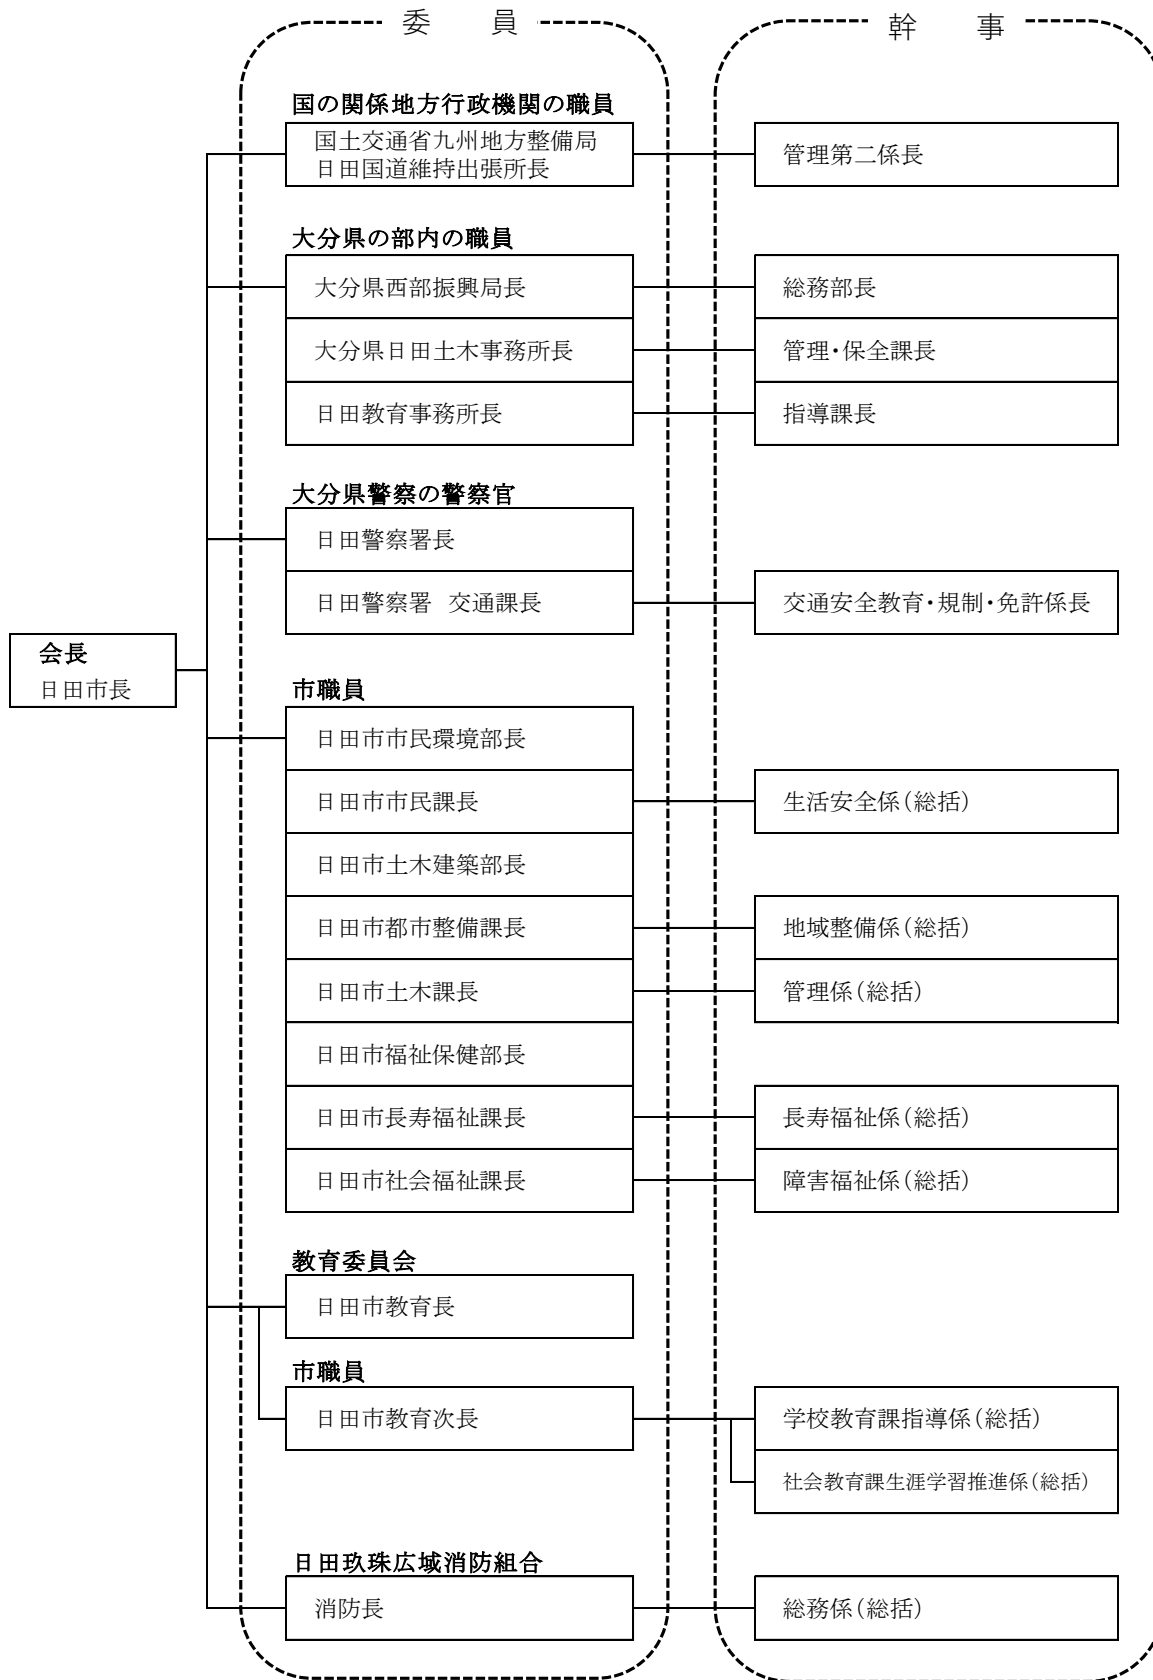 委　　員
幹　　事
国の関係地方行政機関の職員
国土交通省九州地方整備局
日田国道維持出張所長
管理第二係長
大分県の部内の職員
大分県西部振興局長
総務部長
大分県日田土木事務所長
管理・保全課長
日田教育事務所長
指導課長
大分県警察の警察官
日田警察署長
日田警察署　交通課長
交通安全教育・規制・免許係長
会長
日田市長
市職員
日田市市民環境部長
日田市市民課長
生活安全係(総括)
日田市土木建築部長
日田市都市整備課長
地域整備係(総括)
日田市土木課長
管理係(総括)
日田市福祉保健部長
日田市長寿福祉課長
長寿福祉係(総括)
日田市社会福祉課長
障害福祉係(総括)
教育委員会
日田市教育長
市職員
日田市教育次長
学校教育課指導係(総括)
社会教育課生涯学習推進係(総括)
日田玖珠広域消防組合
消防長
総務係(総括)